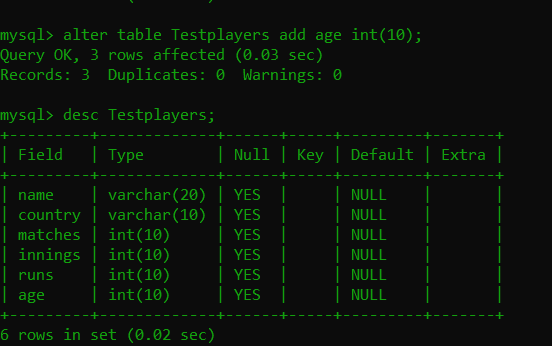 mysql> alter table Testplayers add age int(10);
Query OK, 3 rows affected (0.03 sec)
Records: 3  Duplicates: 0  Warnings: 0
mysql> desc Testplayers;
+---------+-------------+------+-----+---------+-------+
| Field   | Type        | Null | Key | Default | Extra |
+---------+-------------+------+-----+---------+-------+
| name    | varchar(20) | YES  |     | NULL    |       |
| country | varchar(10) | YES  |     | NULL    |       |
| matches | int(10)     | YES  |     | NULL    |       |
| innings | int(10)     | YES  |     | NULL    |       |
| runs    | int(10)     | YES  |     | NULL    |       |
| age     | int(10)     | YES  |     | NULL    |       |
+---------+-------------+------+-----+---------+-------+
6 rows in set (0.02 sec)